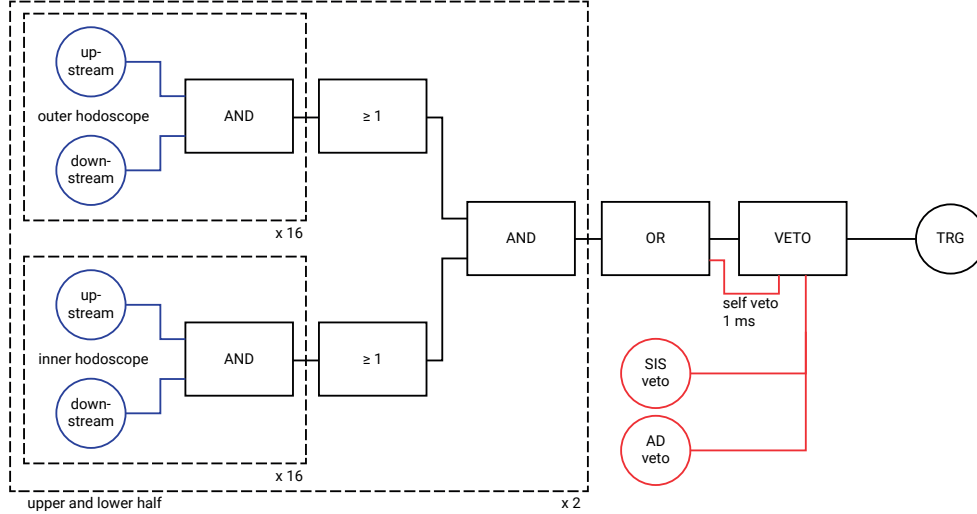 up-
stream
outer hodoscope
down-
stream
AND
≥ 1
x 16
up-
stream
inner hodoscope
down-
stream
AND
≥ 1
x 16
AND
upper and lower half
x 2
OR
VETO
TRG
self veto
1 ms
SIS
veto
AD
veto